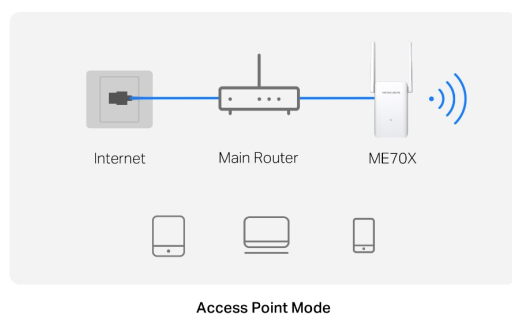 Internet
Main Router
ME70X
Access Point Mode